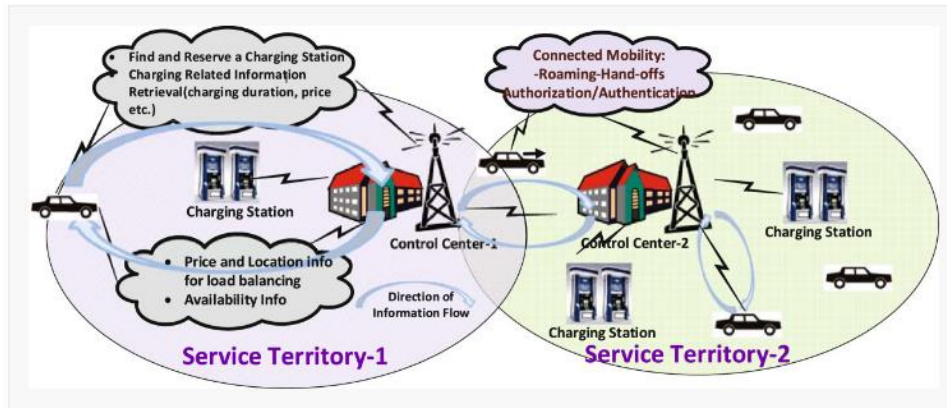 • Find and Reserve a Charging Station
• Charging Related Information
Retrieval(charging duration, price
etc.)
Connected Mobility:
-Roaming-Hand-offs
Authorization/Authentication
Charging Station
Control Center-1
Control Center-2
Charging Station
• Price and Location info
for load balancing
• Availability Info
Direction of
Information Flow
Charging Station
Service Territory-1
Service Territory-2